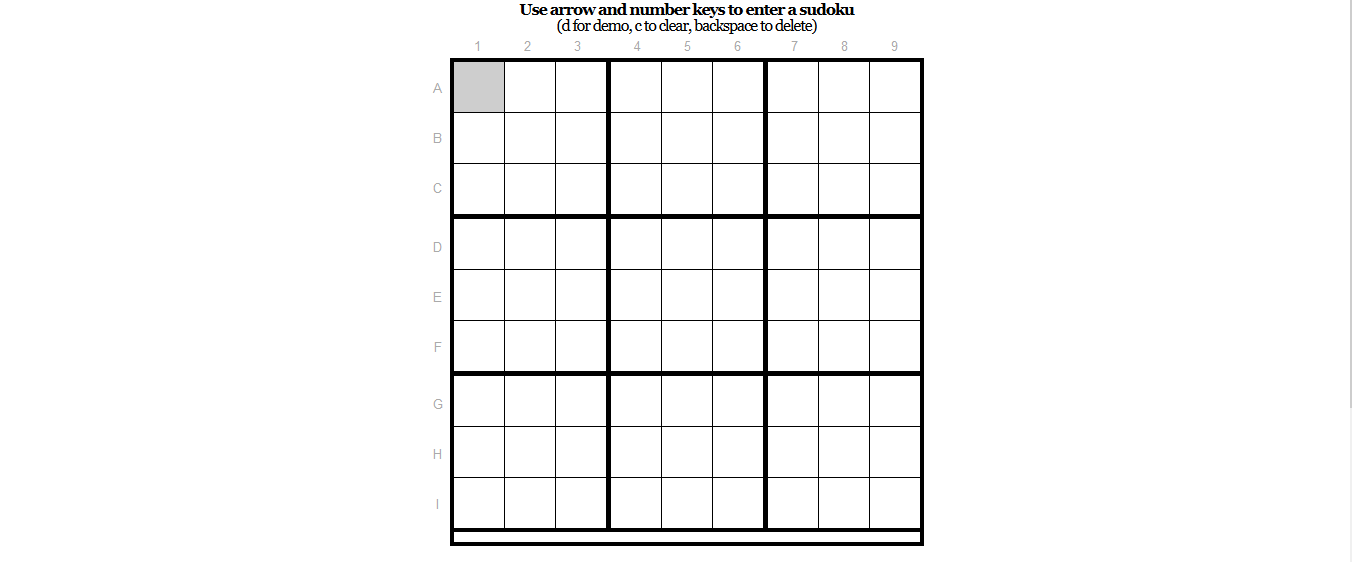 Use arrow and number keys to enter a sudoku
(d for demo, c to clear, backspace to delete)
1 2 3 4 5 6 7 8 9
A
B
C
D
E
F
G
H
I